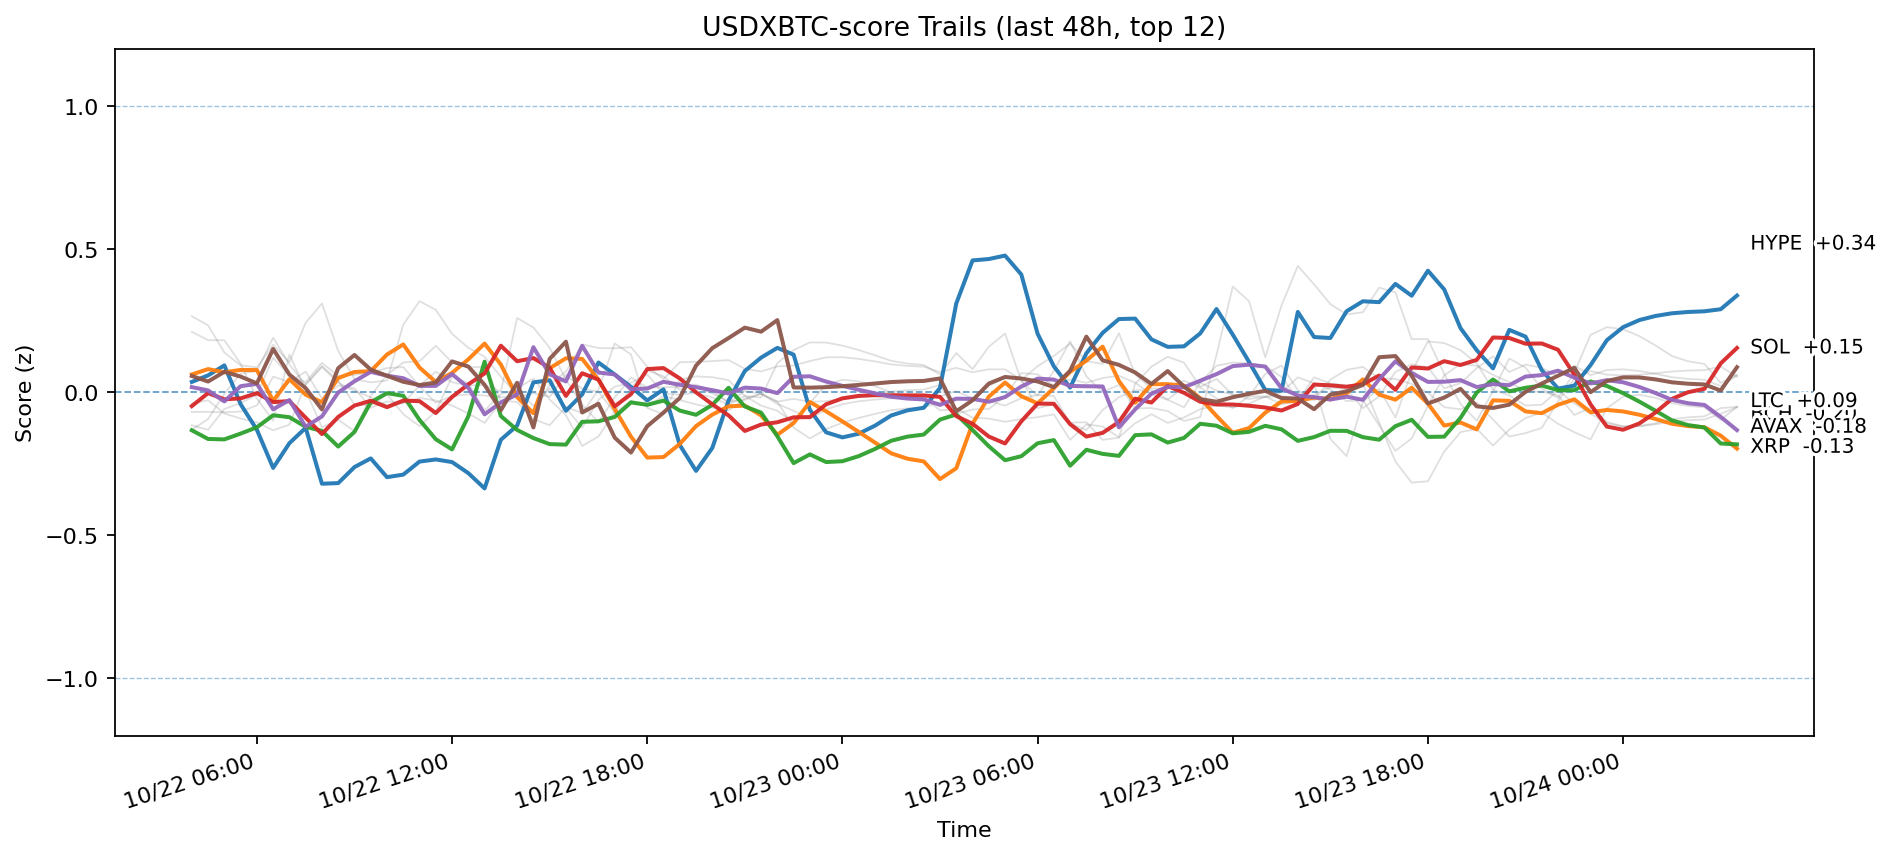 USDXBTC-score Trails (last 48h, top 12)
Score (z)
1.0
0.5
0.0
−0.5
−1.0
HYPE +0.34
SOL +0.15
LTC +0.09
AVAX -0.18
XRP -0.13
10/22 06:00
10/22 12:00
10/22 18:00
10/23 00:00
10/23 06:00
10/23 12:00
10/23 18:00
10/24 00:00
Time